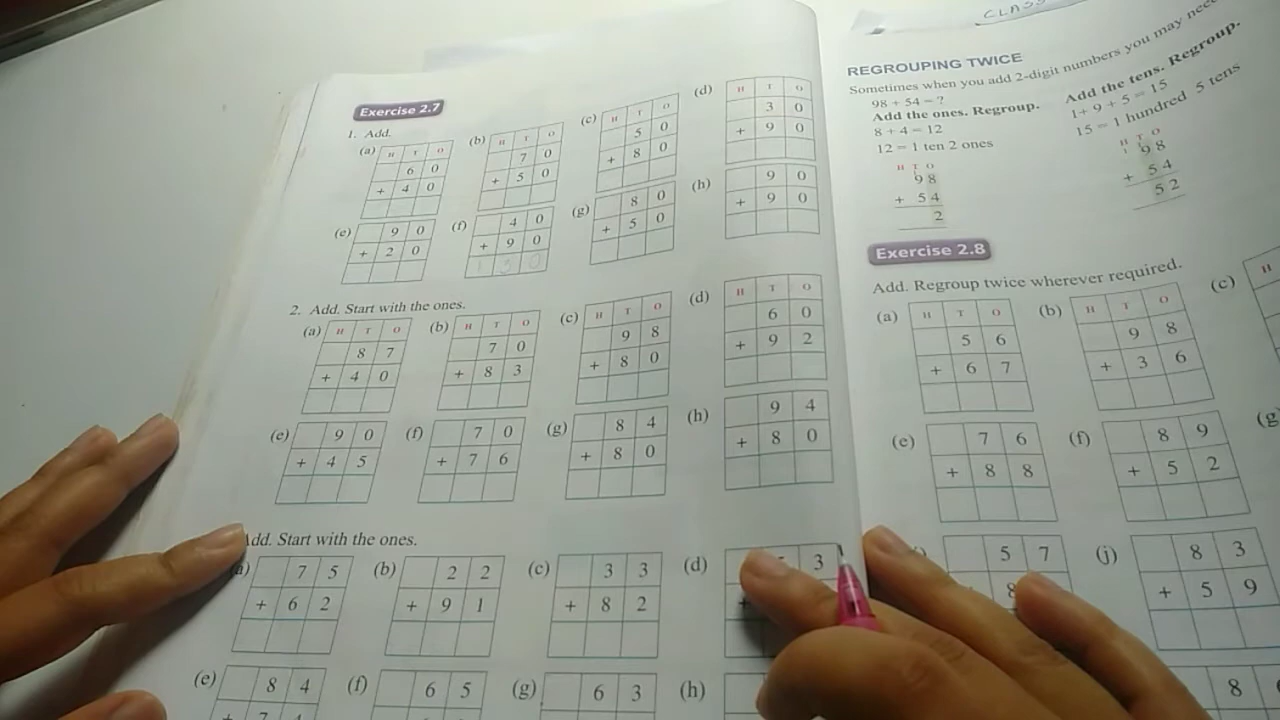 CLASS
Exercise 2.7
1. Add.
(a) H T O
6 0
+ 4 0
(b) H T O
7 0
+ 5 0
(c) H T O
5 0
+ 8 0
(d) H T O
3 0
+ 9 0
(e) 9 0
+ 2 0
(f) 4 0
+ 9 0
1 3 0
(g) 8 0
+ 5 0
(h) 9 0
+ 9 0
2. Add. Start with the ones.
(a) H T O
8 7
+ 4 0
(b) H T O
7 0
+ 8 3
(c) H T O
9 8
+ 8 0
(d) H T O
6 0
+ 9 2
(e) 9 0
+ 4 5
(f) 7 0
+ 7 6
(g) 8 4
+ 8 0
(h) 9 4
+ 8 0
Add. Start with the ones.
(a) 7 5
+ 6 2
(b) 2 2
+ 9 1
(c) 3 3
+ 8 2
(d) 3
+
(e) 8 4
+
(f) 6 5
(g) 6 3
(h)
REGROUPING TWICE
Sometimes when you add 2-digit numbers you may
98 + 54 = ?
Add the ones. Regroup.
8 + 4 = 12
12 = 1 ten 2 ones
H T O
1
9 8
+ 5 4
2
Add the tens. Regroup.
1 + 9 + 5 = 15
15 = 1 hundred 5 tens
H T O
1 1
9 8
+ 5 4
5 2
Exercise 2.8
Add. Regroup twice wherever required.
(a) H T O
5 6
+ 6 7
(b) H T O
9 8
+ 3 6
(c) H
(e) 7 6
+ 8 8
(f) 8 9
+ 5 2
(g
5 7
8
(j) 8 3
+ 5 9
8